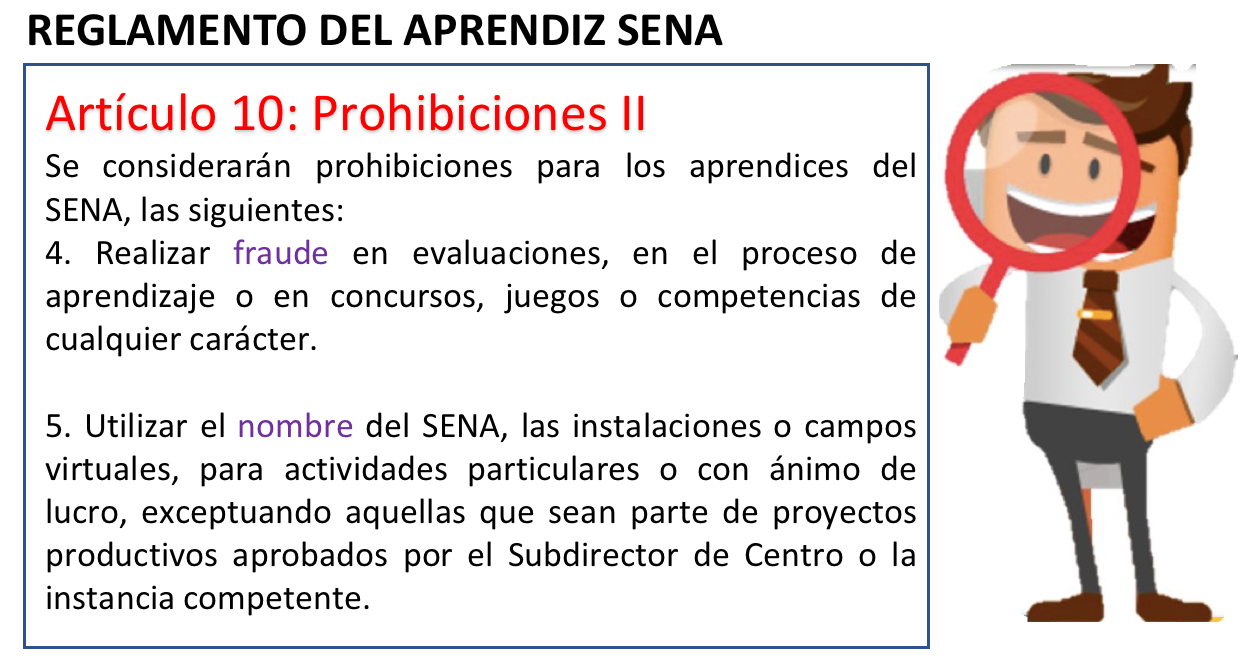 REGLAMENTO DEL APRENDIZ SENA
Artículo 10: Prohibiciones II
Se considerarán prohibiciones para los aprendices del
SENA, las siguientes:
4. Realizar fraude en evaluaciones, en el proceso de
aprendizaje o en concursos, juegos o competencias de
cualquier carácter.
5. Utilizar el nombre del SENA, las instalaciones o campos
virtuales, para actividades particulares o con ánimo de
lucro, exceptuando aquellas que sean parte de proyectos
productivos aprobados por el Subdirector de Centro o la
instancia competente.